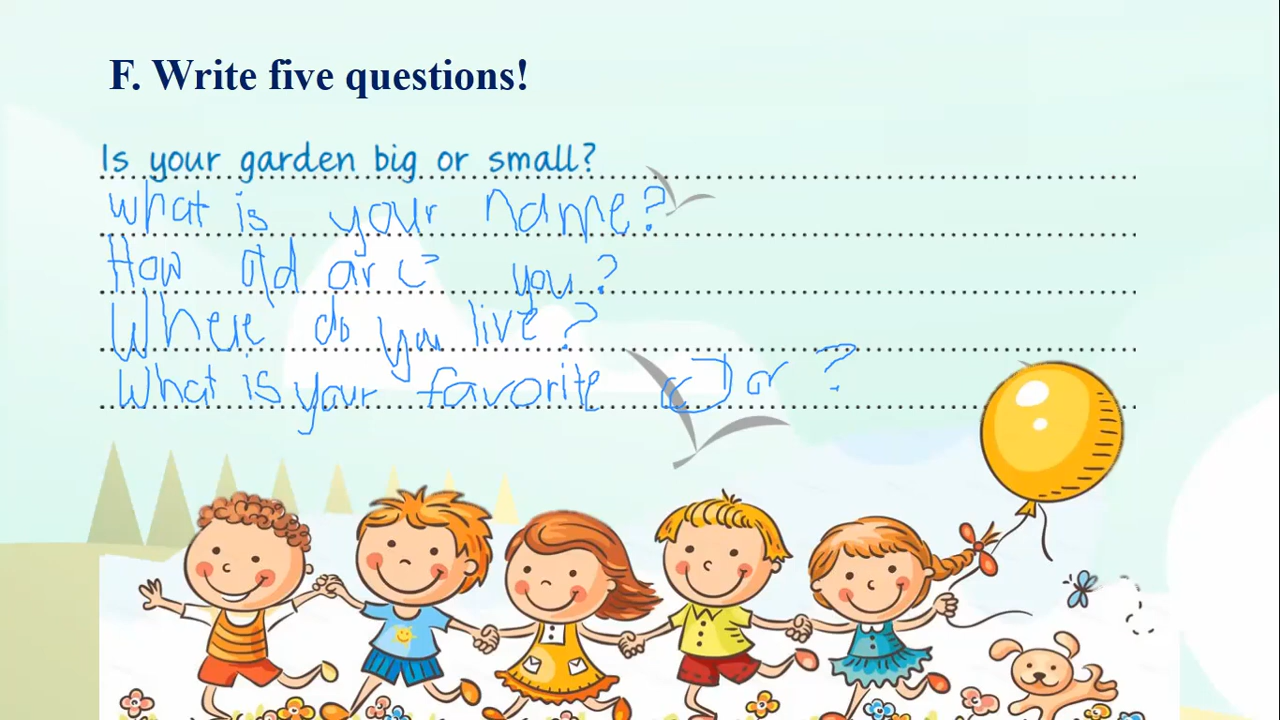 F. Write five questions!
Is your garden big or small?
What is your name?
How old are you?
Where do you live?
What is your favorite ?